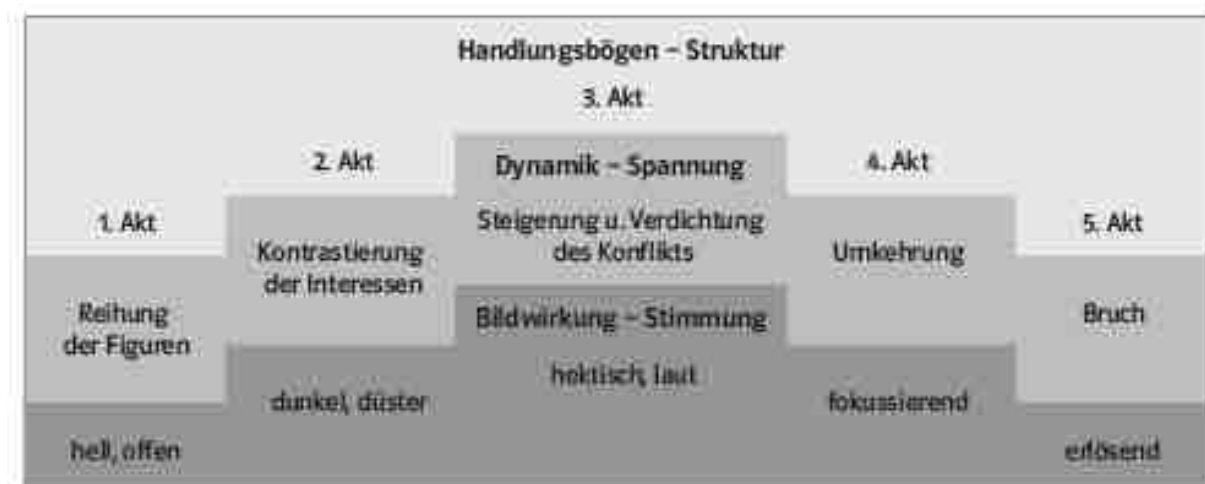 Handlungsbögen – Struktur
3. Akt
2. Akt
4. Akt
1. Akt
5. Akt
Dynamik – Spannung
Steigerung u. Verdichtung
des Konflikts
Kontrastierung
der Interessen
Umkehrung
Reihung
der Figuren
Bruch
Bildwirkung – Stimmung
hektisch, laut
dunkel, düster
fokussierend
hell, offen
erlösend